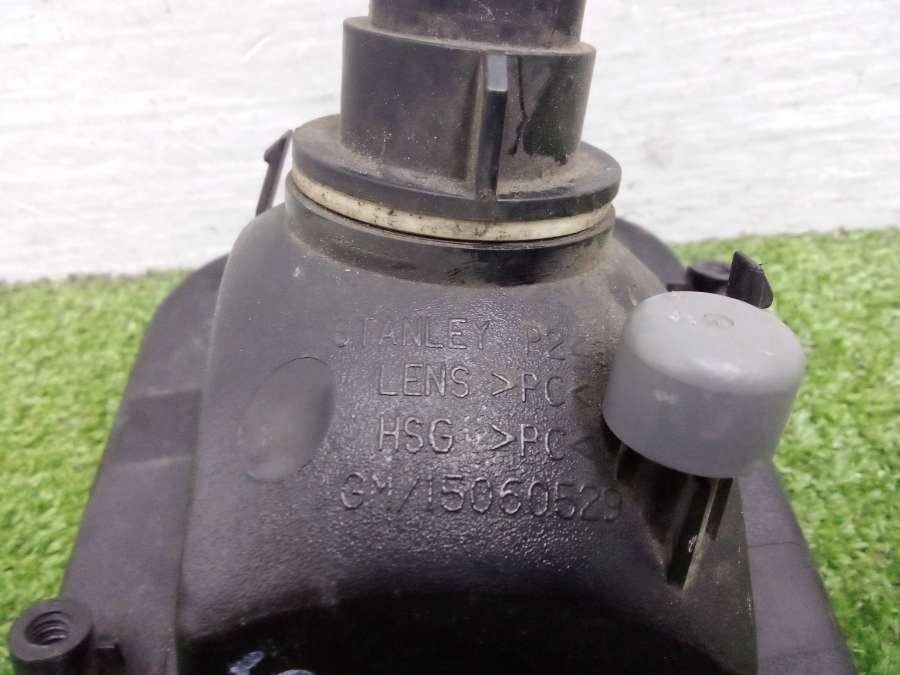 STANLEY P2
LENS >PC<
HSG >PC<
GM/15060529